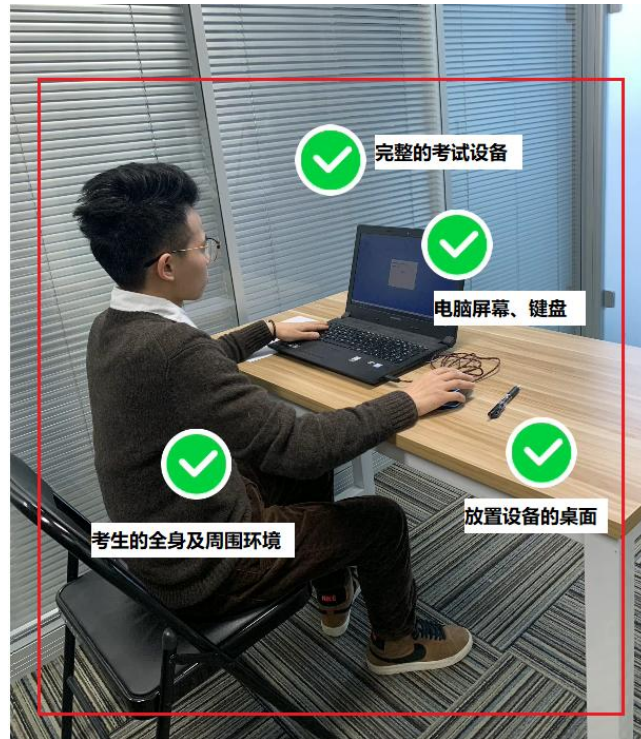 完整的考试设备
电脑屏幕、键盘
放置设备的桌面
考生的全身及周围环境